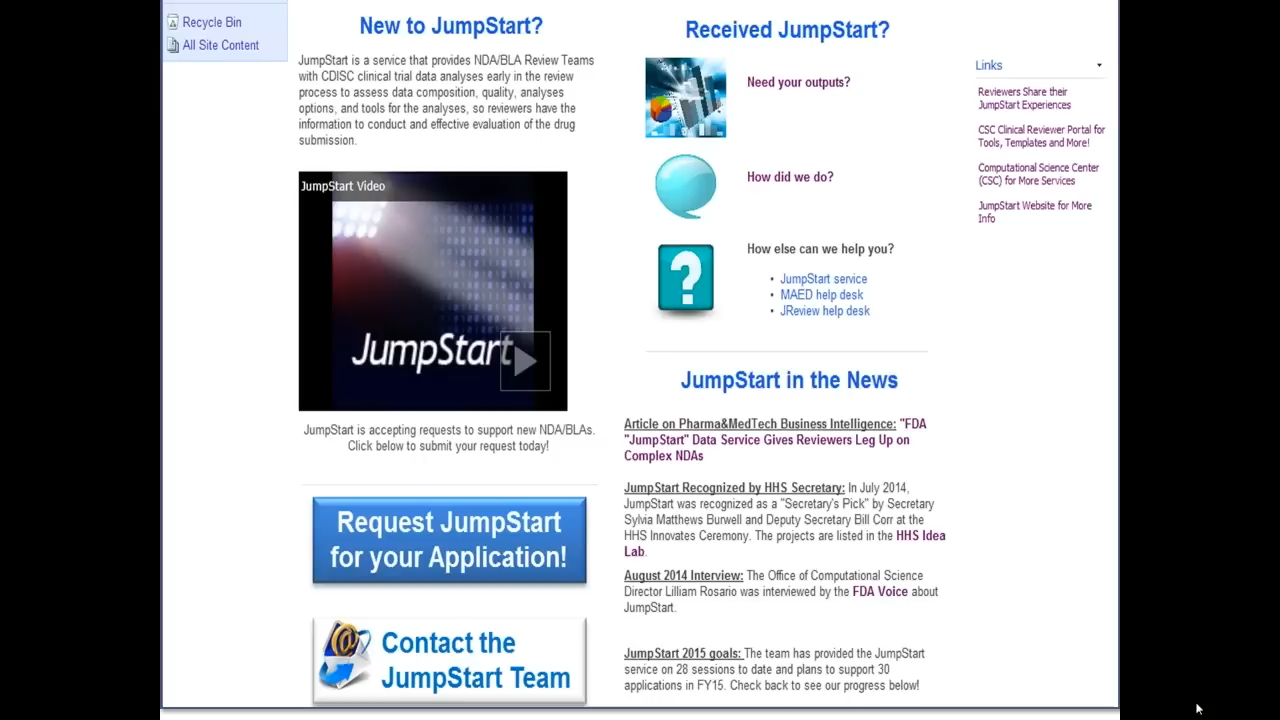 Recycle Bin
All Site Content
New to JumpStart?
JumpStart is a service that provides NDA/BLA Review Teams
with CDISC clinical trial data analyses early in the review
process to assess data composition, quality, analyses
options, and tools for the analyses, so reviewers have the
information to conduct and effective evaluation of the drug
submission.
JumpStart Video
JumpStart
JumpStart is accepting requests to support new NDA/BLAs.
Click below to submit your request today!
Request JumpStart
for your Application!
@
Contact the
JumpStart Team
Received JumpStart?
Need your outputs?
How did we do?
?
How else can we help you?
• JumpStart service
• MAED help desk
• JReview help desk
JumpStart in the News
Article on Pharma&MedTech Business Intelligence: "FDA
"JumpStart" Data Service Gives Reviewers Leg Up on
Complex NDAs
JumpStart Recognized by HHS Secretary: In July 2014,
JumpStart was recognized as a "Secretary's Pick" by Secretary
Sylvia Matthews Burwell and Deputy Secretary Bill Corr at the
HHS Innovates Ceremony. The projects are listed in the HHS Idea
Lab.
August 2014 Interview: The Office of Computational Science
Director Lilliam Rosario was interviewed by the FDA Voice about
JumpStart.
JumpStart 2015 goals: The team has provided the JumpStart
service on 28 sessions to date and plans to support 30
applications in FY15. Check back to see our progress below!
Links
Reviewers Share their
JumpStart Experiences
CSC Clinical Reviewer Portal for
Tools, Templates and More!
Computational Science Center
(CSC) for More Services
JumpStart Website for More
Info